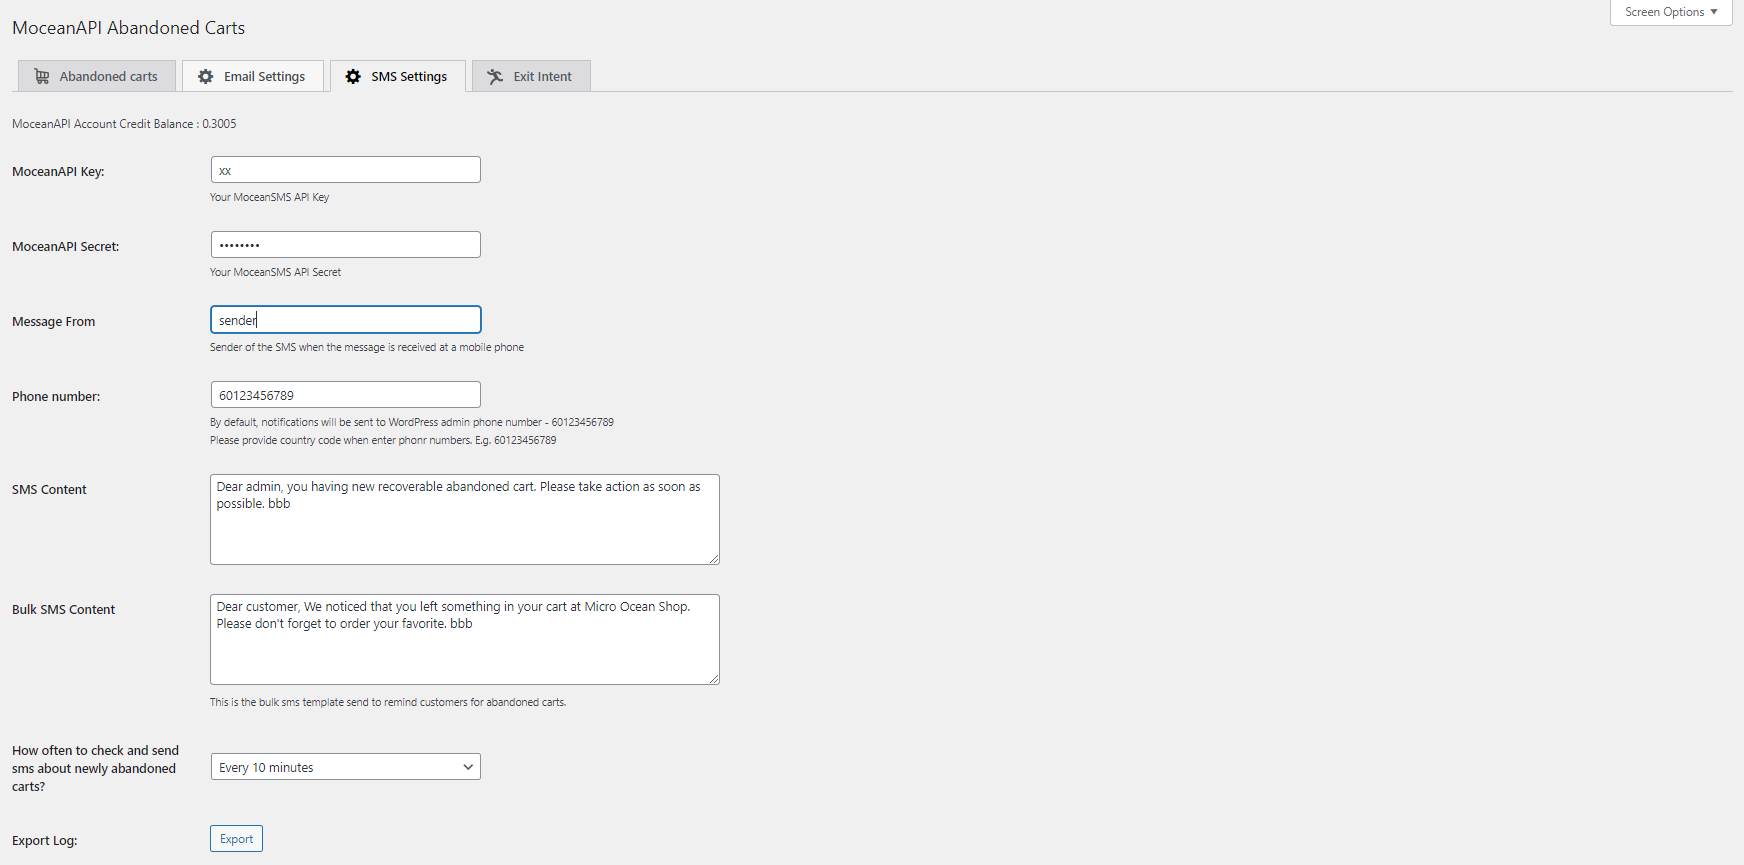 Screen Options ▼
MoceanAPI Abandoned Carts
Abandoned carts
Email Settings
SMS Settings
Exit Intent
MoceanAPI Account Credit Balance : 0.3005
MoceanAPI Key:
xx
Your MoceanSMS API Key
MoceanAPI Secret:
••••••••
Your MoceanSMS API Secret
Message From
sender
Sender of the SMS when the message is received at a mobile phone
Phone number:
60123456789
By default, notifications will be sent to WordPress admin phone number - 60123456789
Please provide country code when enter phonr numbers. E.g. 60123456789
SMS Content
Dear admin, you having new recoverable abandoned cart. Please take action as soon as
possible. bbb
Bulk SMS Content
Dear customer, We noticed that you left something in your cart at Micro Ocean Shop.
Please don't forget to order your favorite. bbb
This is the bulk sms template send to remind customers for abandoned carts.
How often to check and send
sms about newly abandoned
carts?
Every 10 minutes
Export Log:
Export